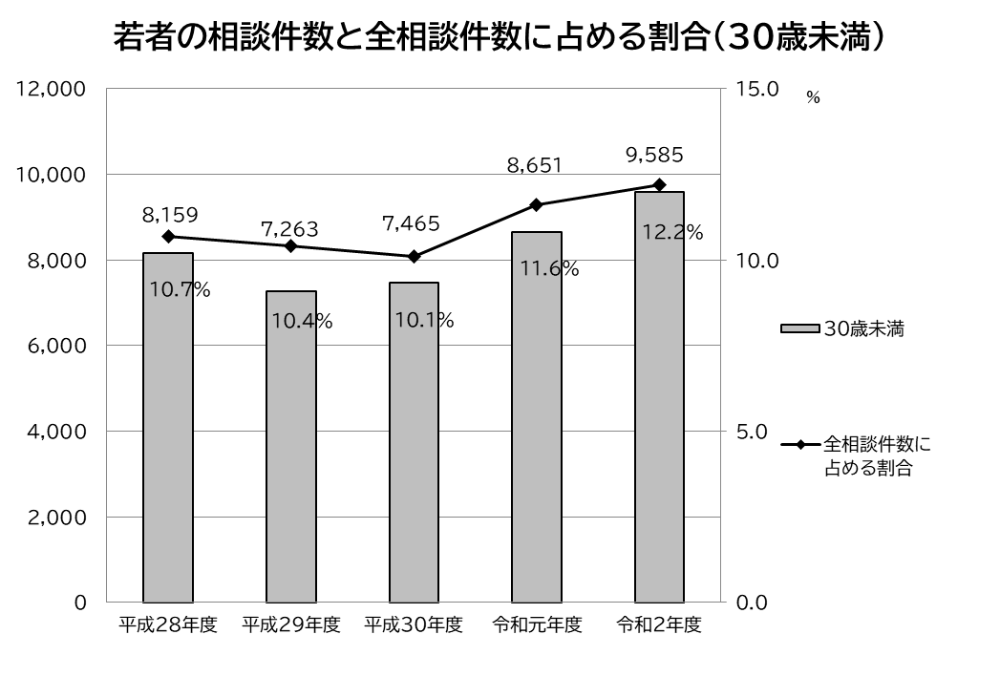 若者の相談件数と全相談件数に占める割合（30歳未満）
12,000
10,000
8,000
6,000
4,000
2,000
0
15.0
%
10.0
5.0
0.0
8,159
7,263
7,465
8,651
9,585
10.7%
10.4%
10.1%
11.6%
12.2%
平成28年度
平成29年度
平成30年度
令和元年度
令和2年度
30歳未満
全相談件数に
占める割合